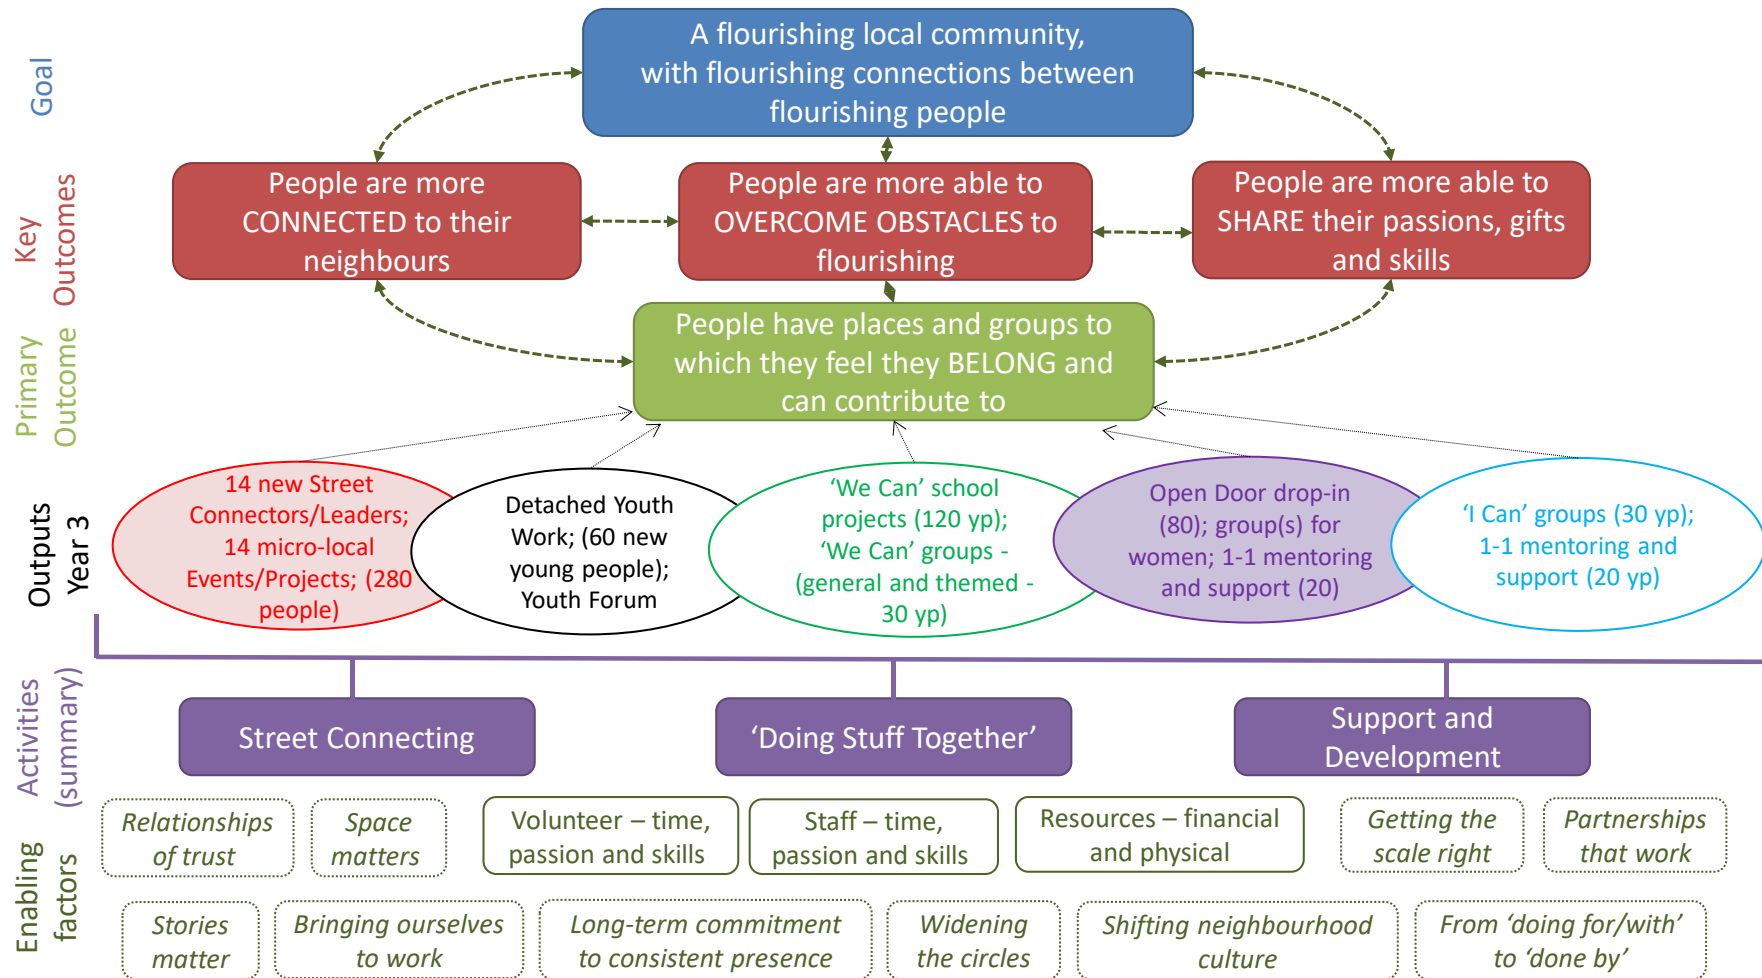 Goal
A flourishing local community,
with flourishing connections between
flourishing people
Key
Outcomes
People are more
CONNECTED to their
neighbours
People are more able to
OVERCOME OBSTACLES to
flourishing
People are more able to
SHARE their passions, gifts
and skills
Primary
Outcome
People have places and groups to
which they feel they BELONG and
can contribute to
Outputs
Year 3
14 new Street
Connectors/Leaders;
14 micro-local
Events/Projects; (280
people)
Detached Youth
Work; (60 new
young people);
Youth Forum
‘We Can’ school
projects (120 yp);
‘We Can’ groups -
(general and themed -
30 yp)
Open Door drop-in
(80); group(s) for
women; 1-1 mentoring
and support (20)
‘I Can’ groups (30 yp);
1-1 mentoring and
support (20 yp)
Activities
(summary)
Street Connecting
‘Doing Stuff Together’
Support and
Development
Enabling
factors
Relationships
of trust
Space
matters
Volunteer – time,
passion and skills
Staff – time,
passion and skills
Resources – financial
and physical
Getting the
scale right
Partnerships
that work
Stories
matter
Bringing ourselves
to work
Long-term commitment
to consistent presence
Widening
the circles
Shifting neighbourhood
culture
From ‘doing for/with’
to ‘done by’